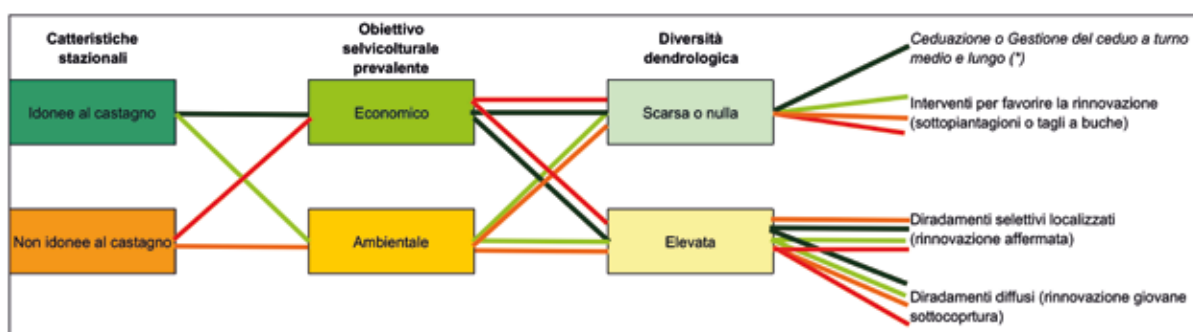 Catteristiche
stazionali
Obiettivo
selvicolturale
prevalente
Diversità
dendrologica
Ceduazione o Gestione del ceduo a turno
medio e lungo (*)
Idonee al castagno
Economico
Scarsa o nulla
Interventi per favorire la rinnovazione
(sottopiantagioni o tagli a buche)
Non idonee al castagno
Ambientale
Elevata
Diradamenti selettivi localizzati
(rinnovazione affermata)
Diradamenti diffusi (rinnovazione giovane
sottocoprtura)